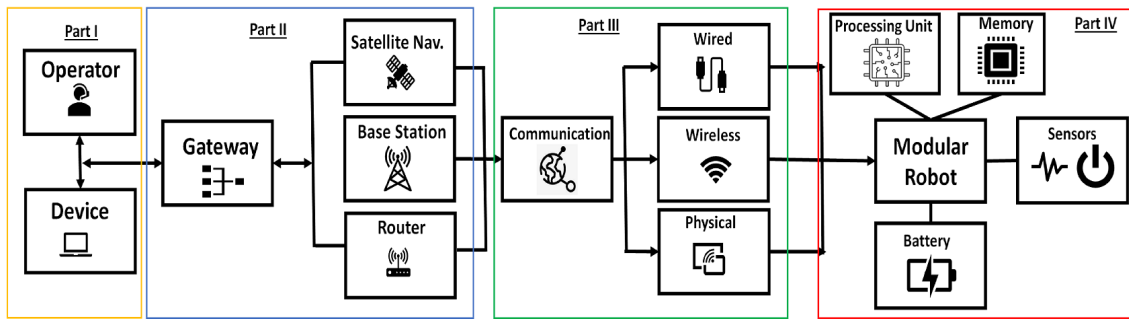 Part I
Operator
Device
Part II
Gateway
Satellite Nav.
Base Station
Router
Part III
Communication
Wired
Wireless
Physical
Part IV
Processing Unit
Memory
Modular
Robot
Sensors
Battery